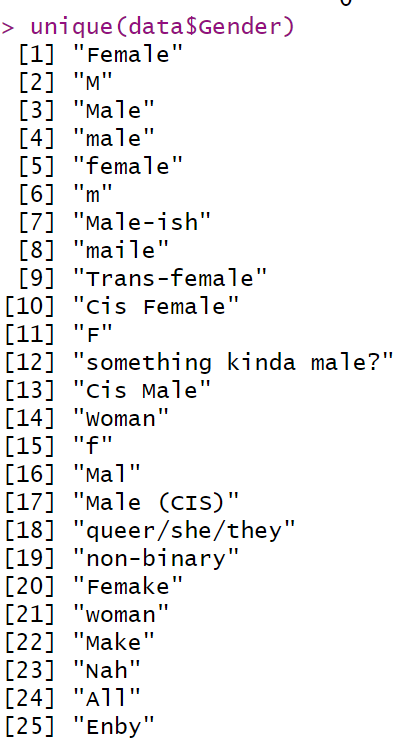 > unique(data$Gender)
[1] "Female"
[2] "M"
[3] "Male"
[4] "male"
[5] "female"
[6] "m"
[7] "Male-ish"
[8] "maile"
[9] "Trans-female"
[10] "Cis Female"
[11] "F"
[12] "something kinda male?"
[13] "Cis Male"
[14] "Woman"
[15] "f"
[16] "Mal"
[17] "Male (CIS)"
[18] "queer/she/they"
[19] "non-binary"
[20] "Femake"
[21] "woman"
[22] "Make"
[23] "Nah"
[24] "All"
[25] "Enby"